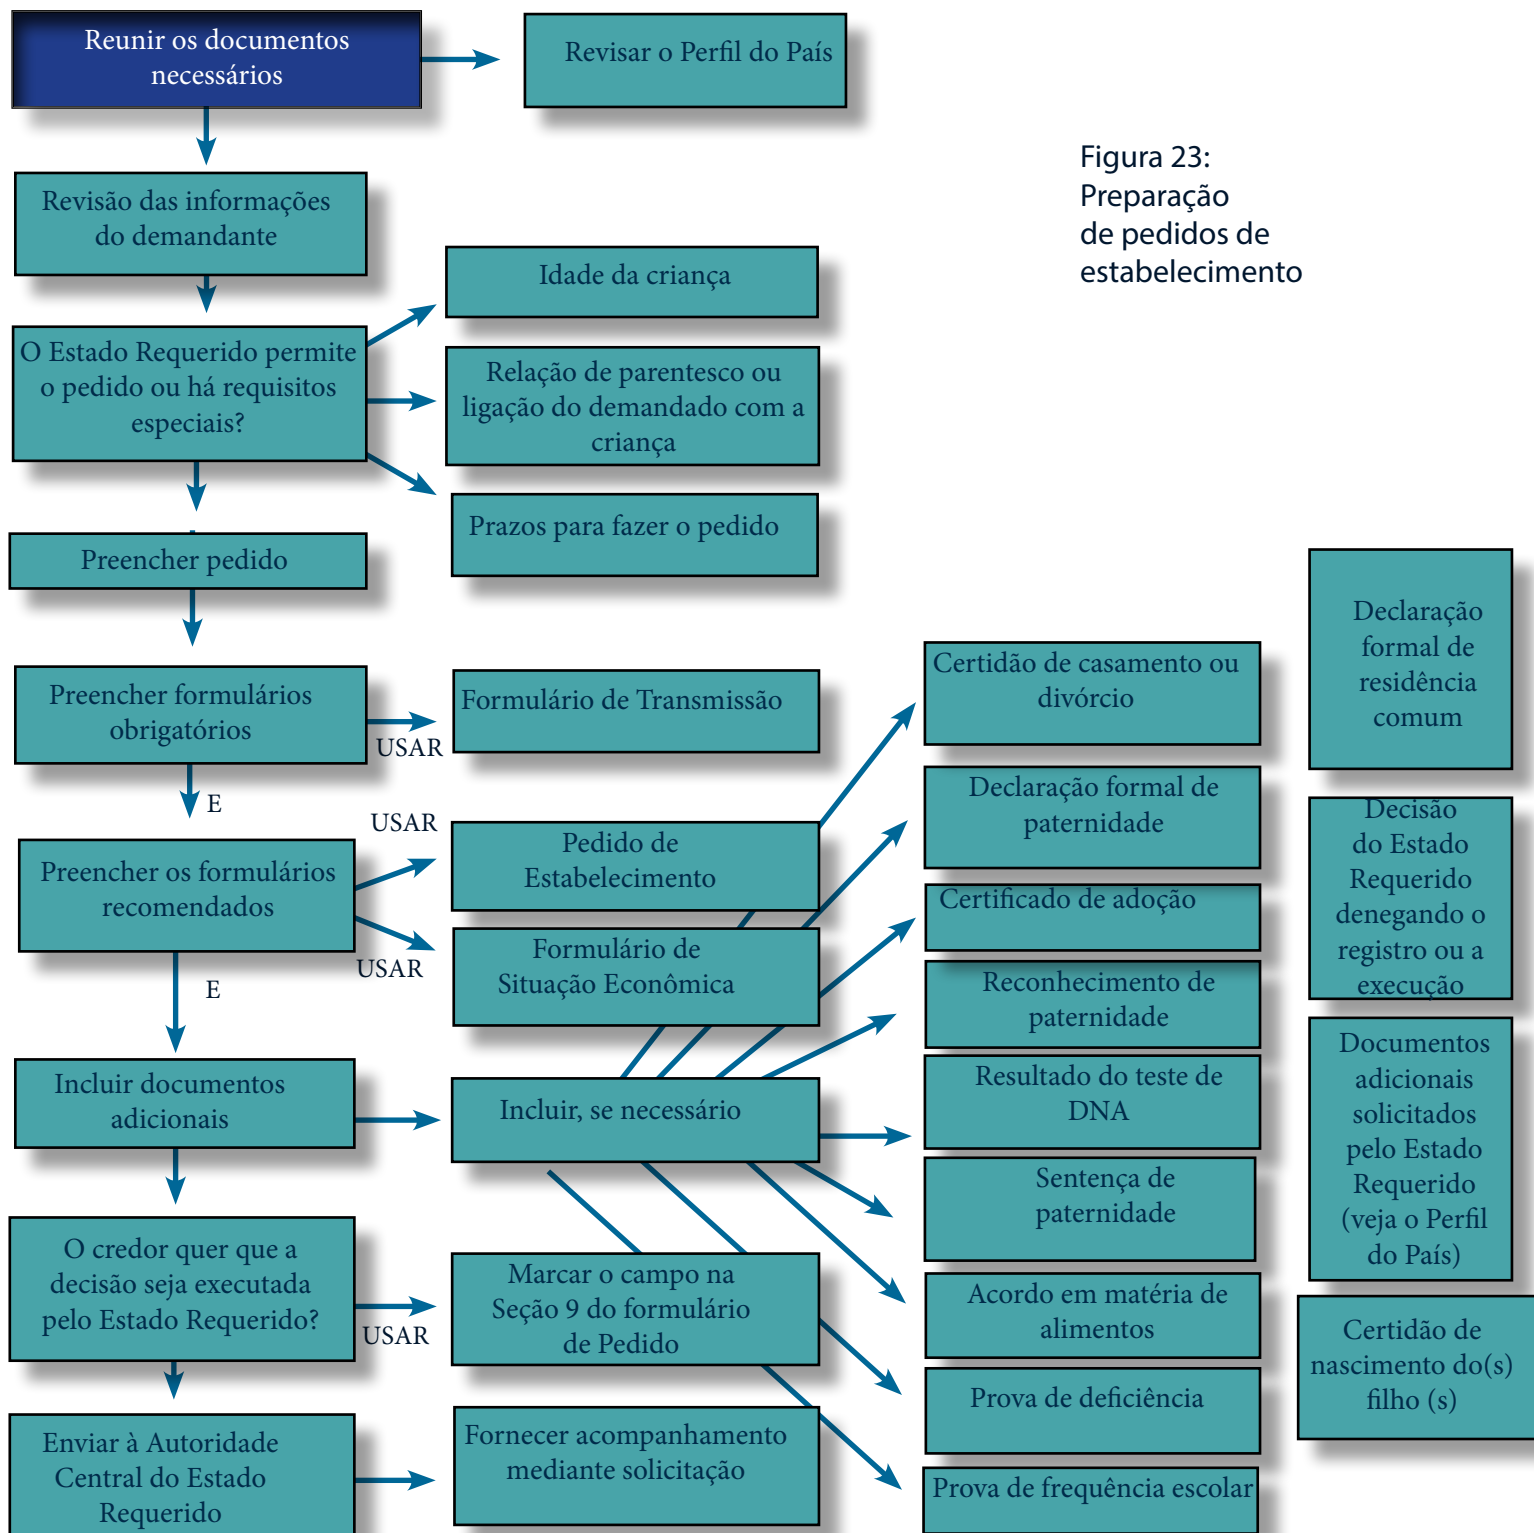 Reunir os documentos
necessários
Revisar o Perfil do País
Figura 23:
Preparação
de pedidos de
estabelecimento
Revisão das informações
do demandante
Idade da criança
O Estado Requerido permite
o pedido ou há requisitos
especiais?
Relação de parentesco ou
ligação do demandado com a
criança
Prazos para fazer o pedido
Preencher pedido
Preencher formulários
obrigatórios
USAR
Formulário de Transmissão
E
Preencher os formulários
recomendados
USAR
Pedido de
Estabelecimento
USAR
Formulário de
Situação Econômica
E
Incluir documentos
adicionais
Incluir, se necessário
Certidão de casamento ou
divórcio
Declaração formal de
paternidade
Certificado de adoção
Reconhecimento de
paternidade
Resultado do teste de
DNA
Sentença de
paternidade
Acordo em matéria de
alimentos
Prova de deficiência
Prova de frequência escolar
Declaração
formal de
residência
comum
Decisão
do Estado
Requerido
denegando o
registro ou a
execução
Documentos
adicionais
solicitados
pelo Estado
Requerido
(veja o Perfil
do País)
Certidão de
nascimento do(s)
filho (s)
O credor quer que a
decisão seja executada
pelo Estado Requerido?
USAR
Marcar o campo na
Seção 9 do formulário
de Pedido
Enviar à Autoridade
Central do Estado
Requerido
Fornecer acompanhamento
mediante solicitação